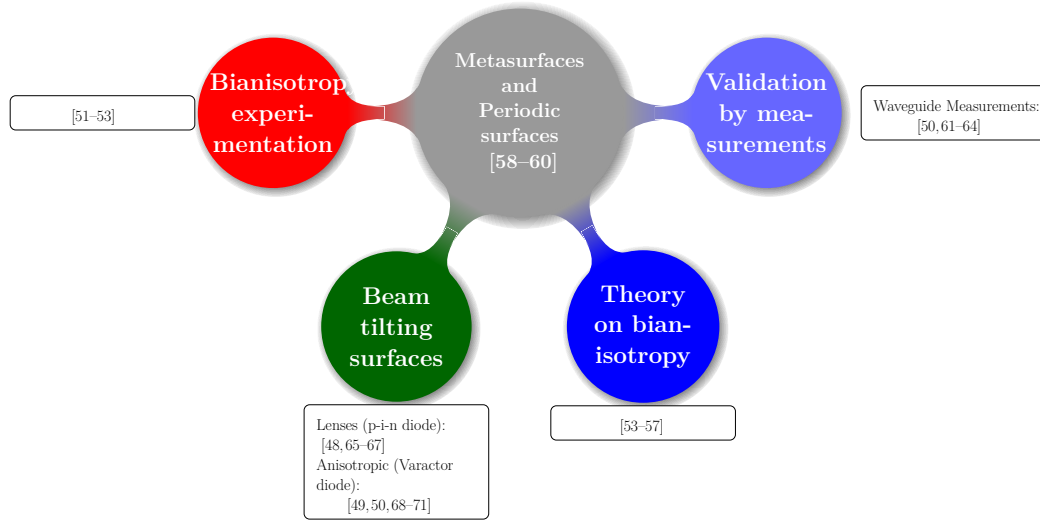 Metasurfaces
and
Periodic
surfaces
[58–60]
Bianisotropy
experi-
mentation
[51–53]
Validation
by mea-
surements
Waveguide Measurements:
[50,61–64]
Beam
tilting
surfaces
Lenses (p-i-n diode):
[48,65–67]
Anisotropic (Varactor
diode):
[49,50,68–71]
Theory
on bian-
isotropy
[53–57]